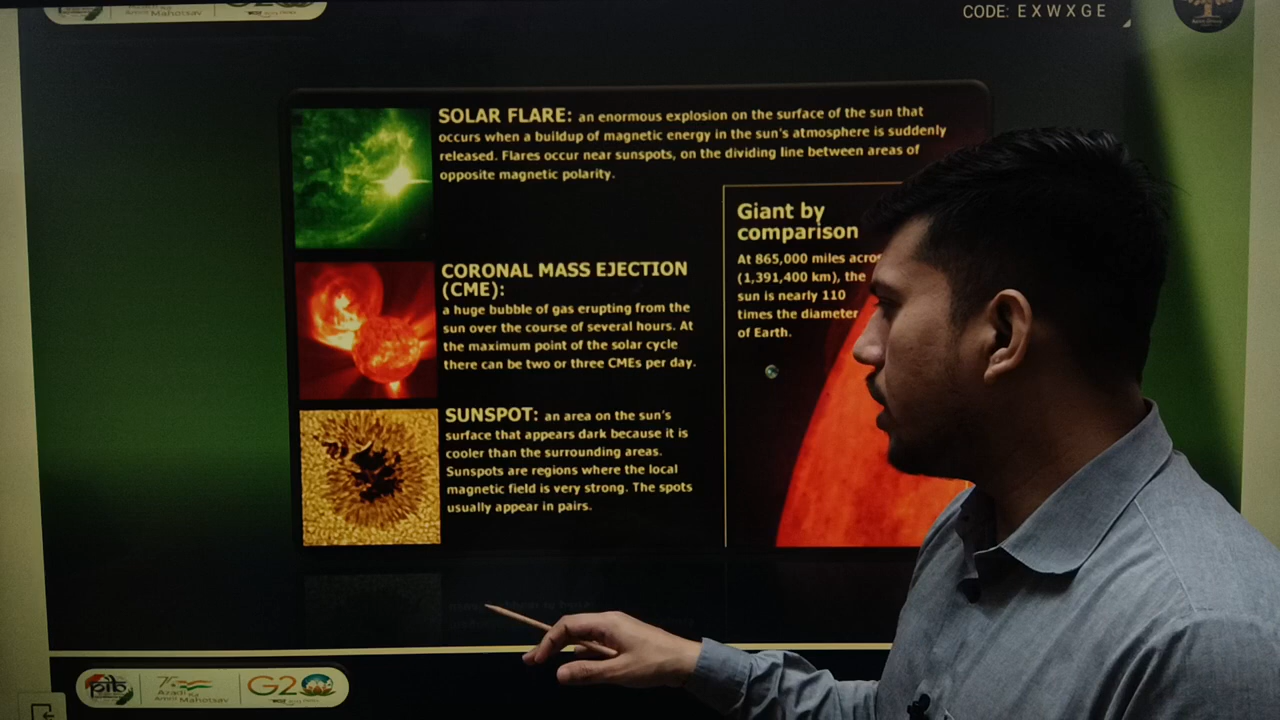 Amrit Mahotsav
CODE: EXWXGE
SOLAR FLARE: an enormous explosion on the surface of the sun that
occurs when a buildup of magnetic energy in the sun's atmosphere is suddenly
released. Flares occur near sunspots, on the dividing line between areas of
opposite magnetic polarity.
CORONAL MASS EJECTION
(CME):
a huge bubble of gas erupting from the
sun over the course of several hours. At
the maximum point of the solar cycle
there can be two or three CMEs per day.
SUNSPOT: an area on the sun's
surface that appears dark because it is
cooler than the surrounding areas.
Sunspots are regions where the local
magnetic field is very strong. The spots
usually appear in pairs.
Giant by
comparison
At 865,000 miles
(1,391,400 km), the
sun is nearly 110
times the diameter
of Earth.
pib
Azadi Ka
Amrit Mahotsav
G20